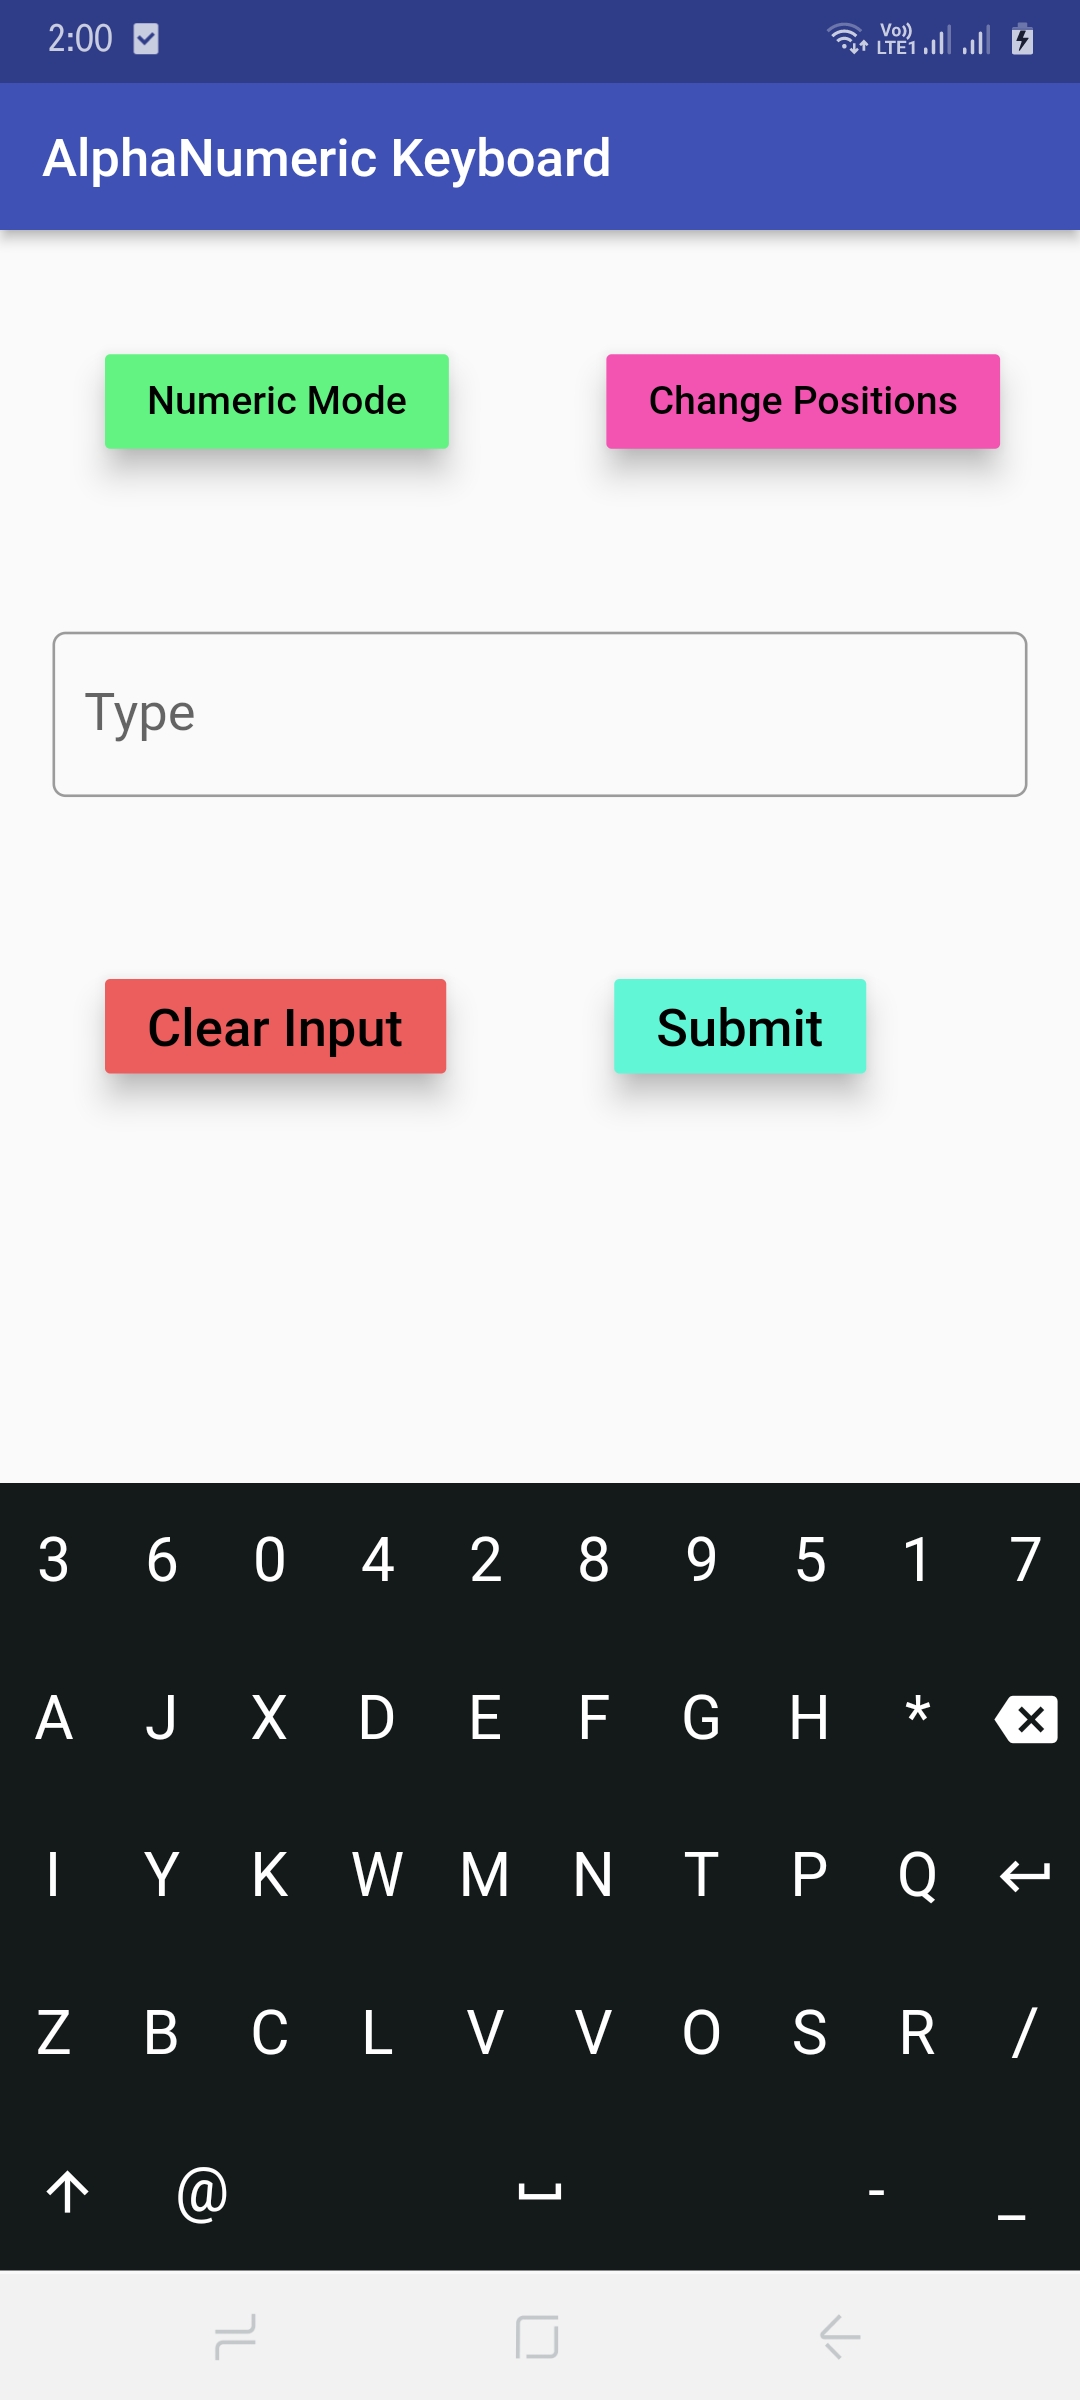 2:00 Vo)) LTE1
AlphaNumeric Keyboard
Numeric Mode Change Positions
Type
Clear Input Submit
3 6 0 4 2 8 9 5 1 7
A J X D E F G H *
I Y K W M N T P Q
Z B C L V V O S R /
@ - _